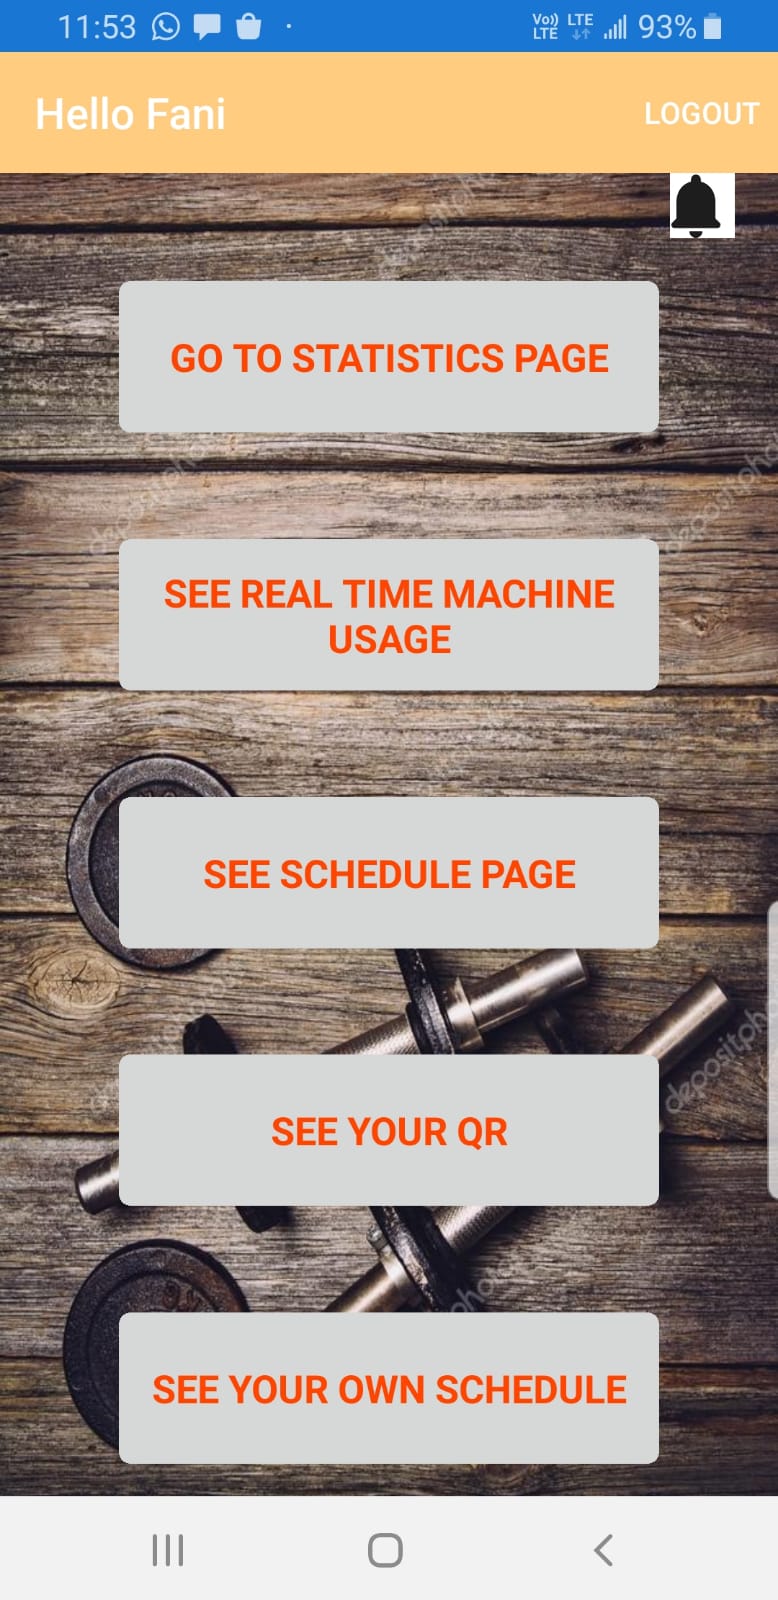 11:53
Vo)) LTE
LTE
93%
Hello Fani
LOGOUT
depositphotos
GO TO STATISTICS PAGE
SEE REAL TIME MACHINE
USAGE
SEE SCHEDULE PAGE
SEE YOUR QR
SEE YOUR OWN SCHEDULE